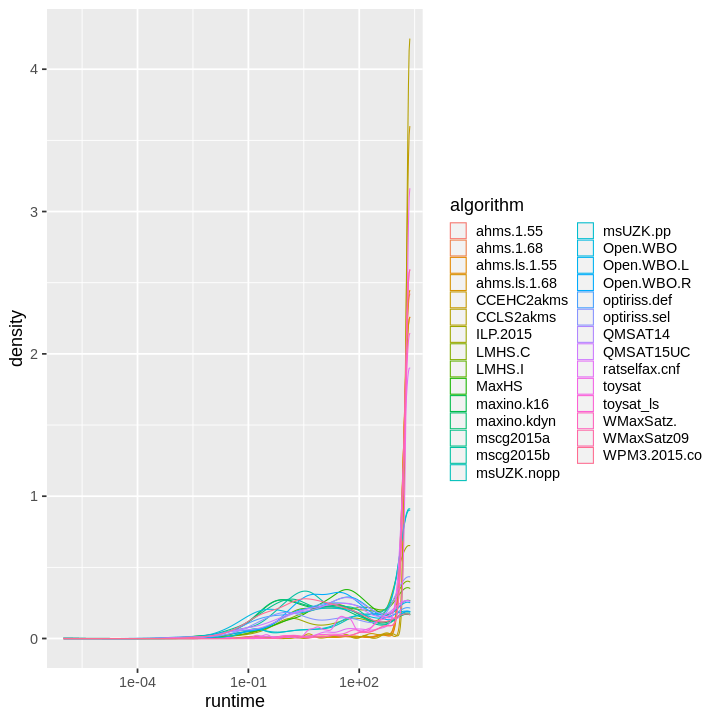 4
3
2
1
0
density
1e-04 1e-01 1e+02
runtime
algorithm
ahms.1.55
ahms.1.68
ahms.ls.1.55
ahms.ls.1.68
CCEHC2akms
CCLS2akms
ILP.2015
LMHS.C
LMHS.I
MaxHS
maxino.k16
maxino.kdyn
mscg2015a
mscg2015b
msUZK.nopp
msUZK.pp
Open.WBO
Open.WBO.L
Open.WBO.R
optiriss.def
optiriss.sel
QMSAT14
QMSAT15UC
ratselfax.cnf
toysat
toysat_ls
WMaxSatz.
WMaxSatz09
WPM3.2015.co